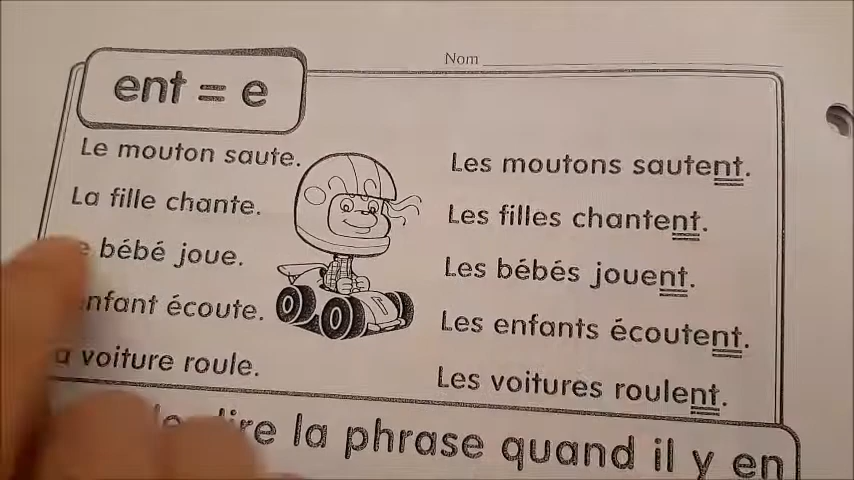 Nom
ent = e
Le mouton saute.
La fille chante.
bébé joue.
écoute.
voiture roule.
Les moutons sautent.
Les filles chantent.
Les bébés jouent.
Les enfants écoutent.
Les voitures roulent.
la phrase quand il y en